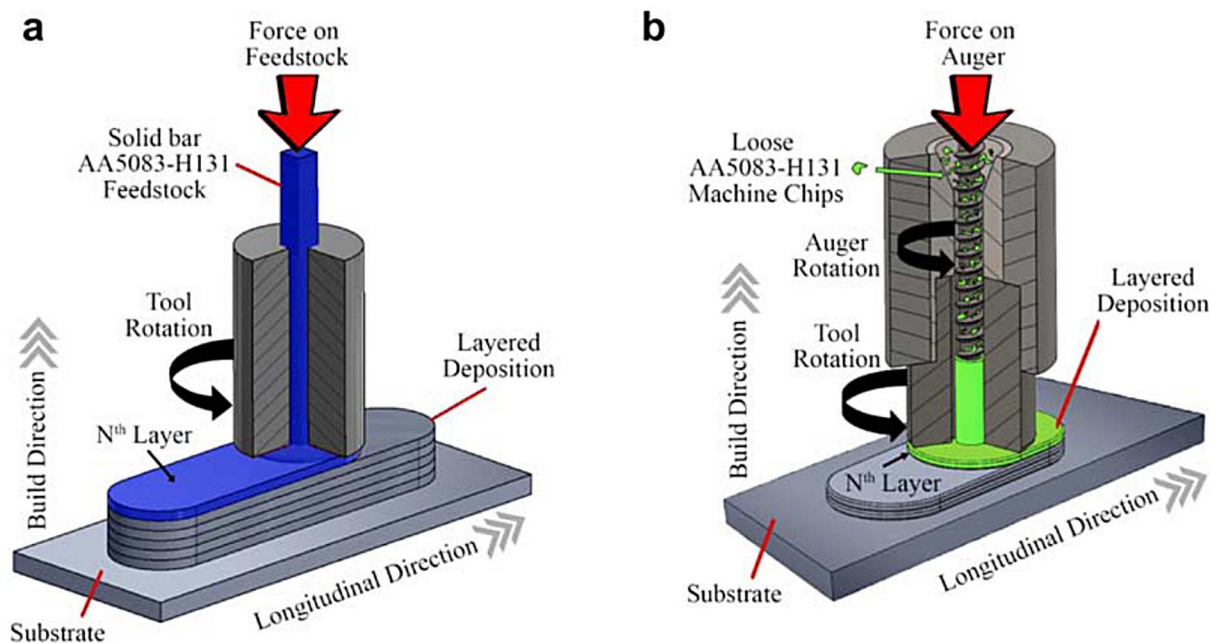 a
Force on
Feedstock
Solid bar
AA5083-H131
Feedstock
Tool
Rotation
Layered
Deposition
Nth Layer
Build Direction
Longitudinal Direction
Substrate
b
Force on
Auger
Loose
AA5083-H131
Machine Chips
Auger
Rotation
Layered
Deposition
Tool
Rotation
Build Direction
Nth Layer
Longitudinal Direction
Substrate